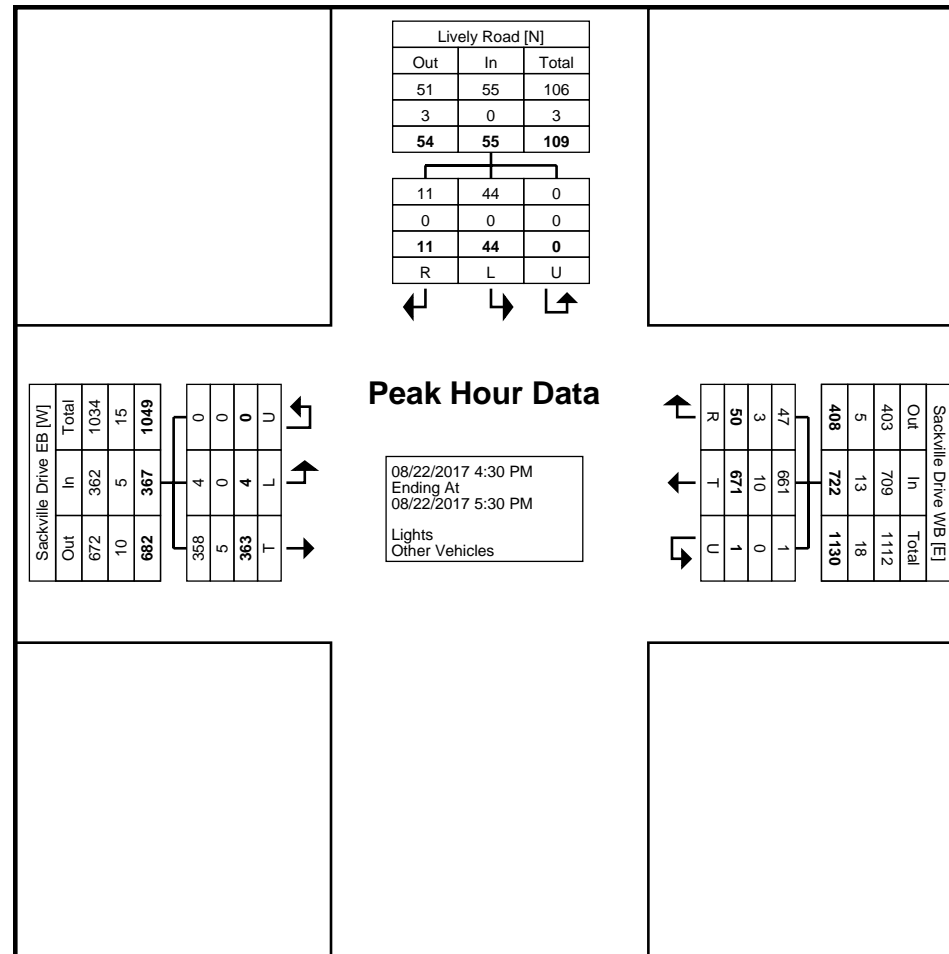 Lively Road [N]
Out In Total
51 55 106
3 0 3
54 55 109
11 44 0
0 0 0
11 44 0
R L U
Peak Hour Data
08/22/2017 4:30 PM
Ending At
08/22/2017 5:30 PM
Lights
Other Vehicles
Sackville Drive EB [W]
Out In Total
672 362 1034
10 5 15
682 367 1049
358 4 0
5 0 0
363 4 0
T L U
Sackville Drive WB [E]
Out In Total
403 709 1112
5 13 18
408 722 1130
47 661 1
3 10 0
50 671 1
R T U